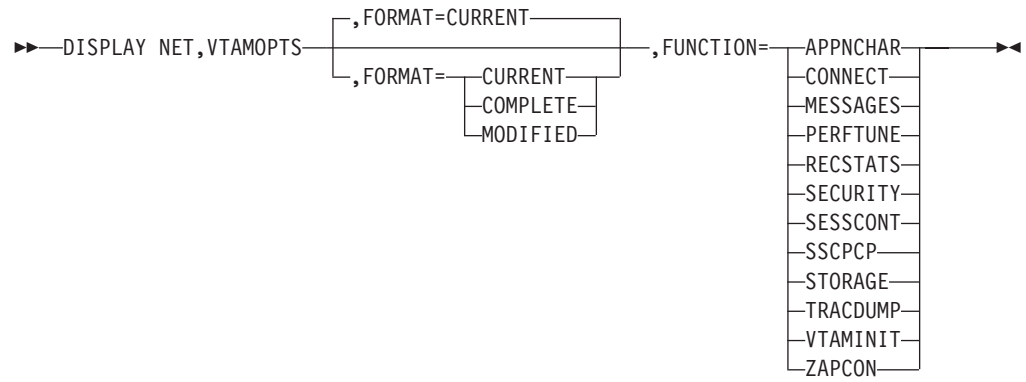 ,FORMAT=CURRENT
DISPLAY NET,VTAMOPTS ,FUNCTION= APPNCHAR
,FORMAT= CURRENT CONNECT
COMPLETE MESSAGES
MODIFIED PERFTUNE
RECSTATS
SECURITY
SESSCONT
SSCPCP
STORAGE
TRACDUMP
VTAMINIT
ZAPCON